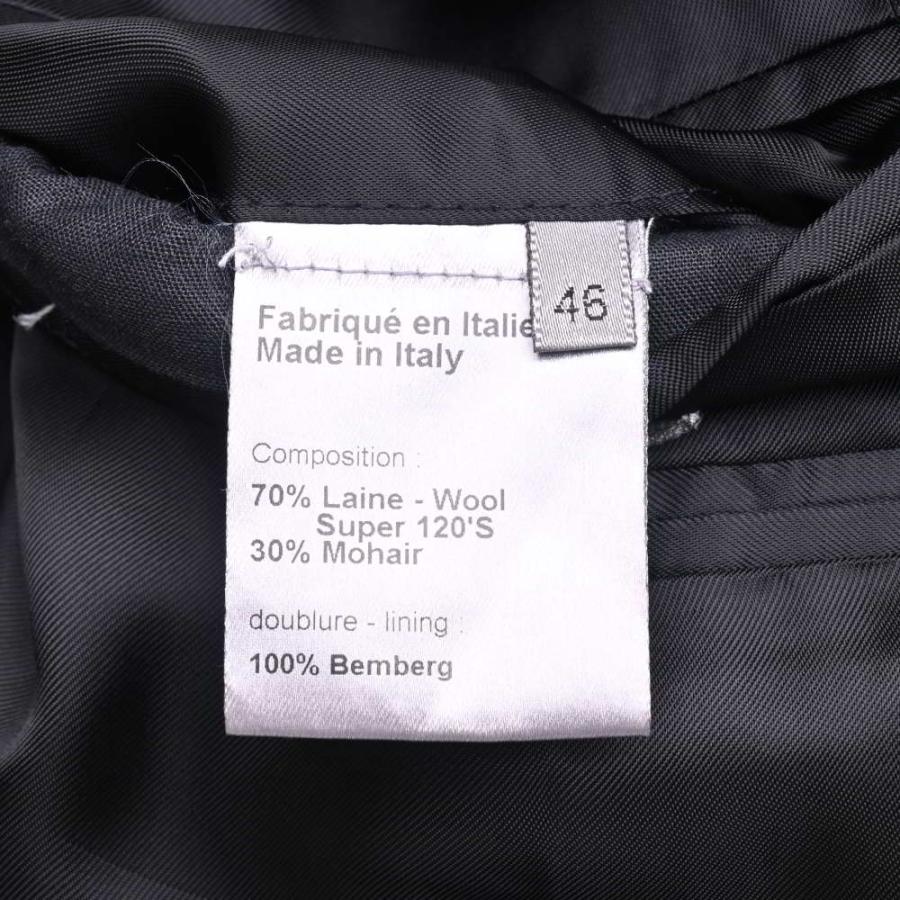 46
Fabriqué en Italie
Made in Italy
Composition :
70% Laine - Wool
Super 120'S
30% Mohair
doublure - lining :
100% Bemberg